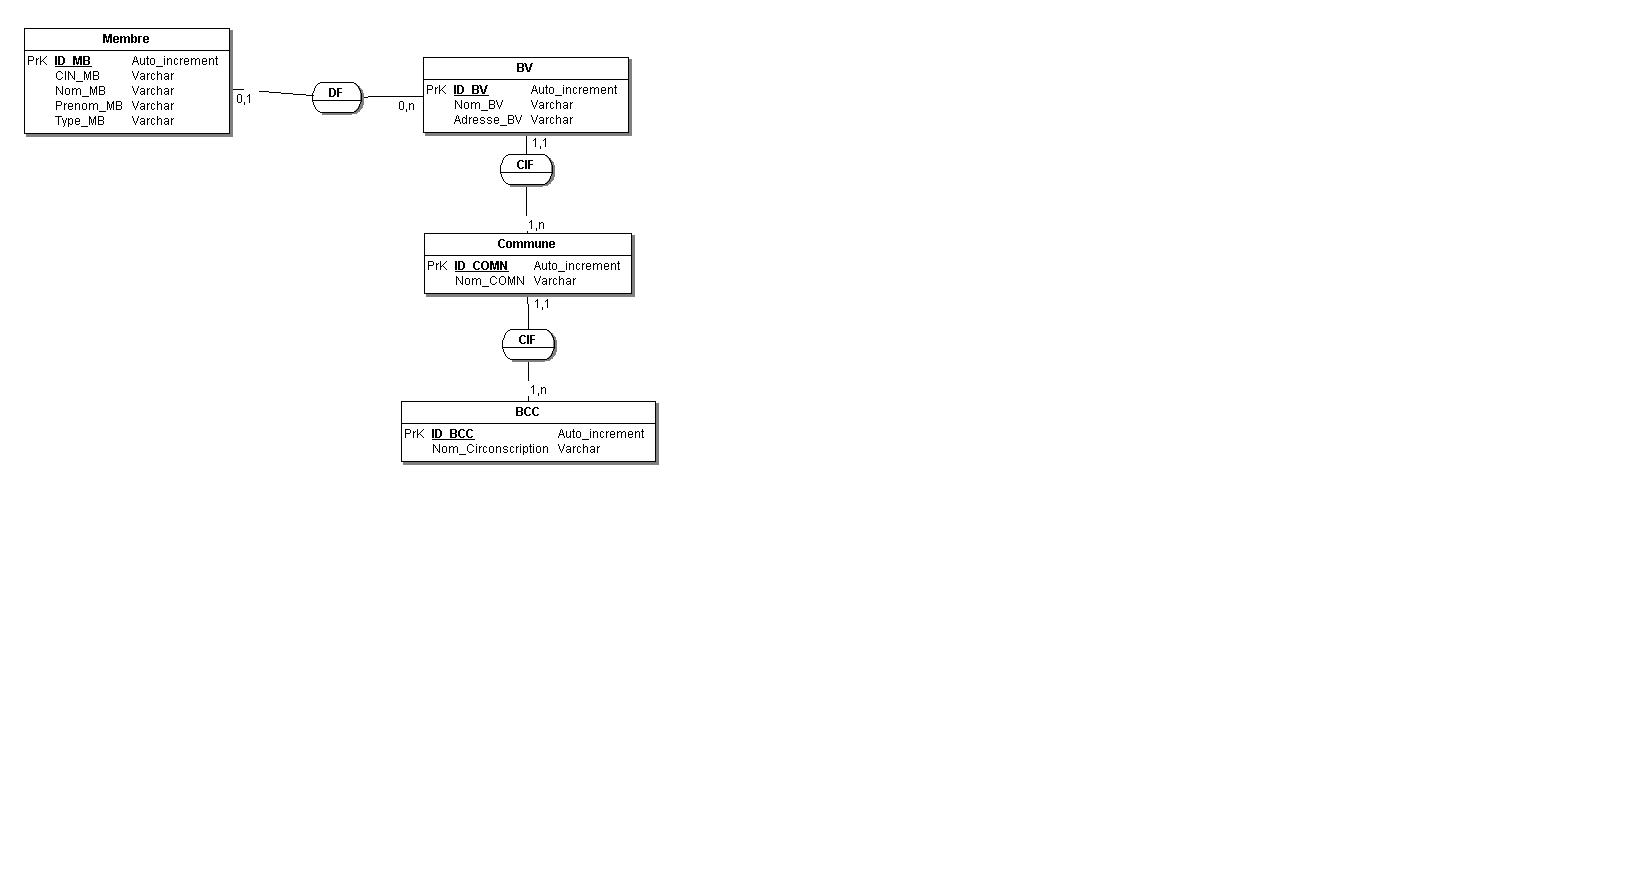 Membre
PrK ID_MB Auto_increment
CIN_MB Varchar
Nom_MB Varchar
Prenom_MB Varchar
Type_MB Varchar
0,1
DF
0,n
BV
PrK ID_BV Auto_increment
Nom_BV Varchar
Adresse_BV Varchar
1,1
CIF
1,n
Commune
PrK ID_COMN Auto_increment
Nom_COMN Varchar
1,1
CIF
1,n
BCC
PrK ID_BCC Auto_increment
Nom_Circonscription Varchar